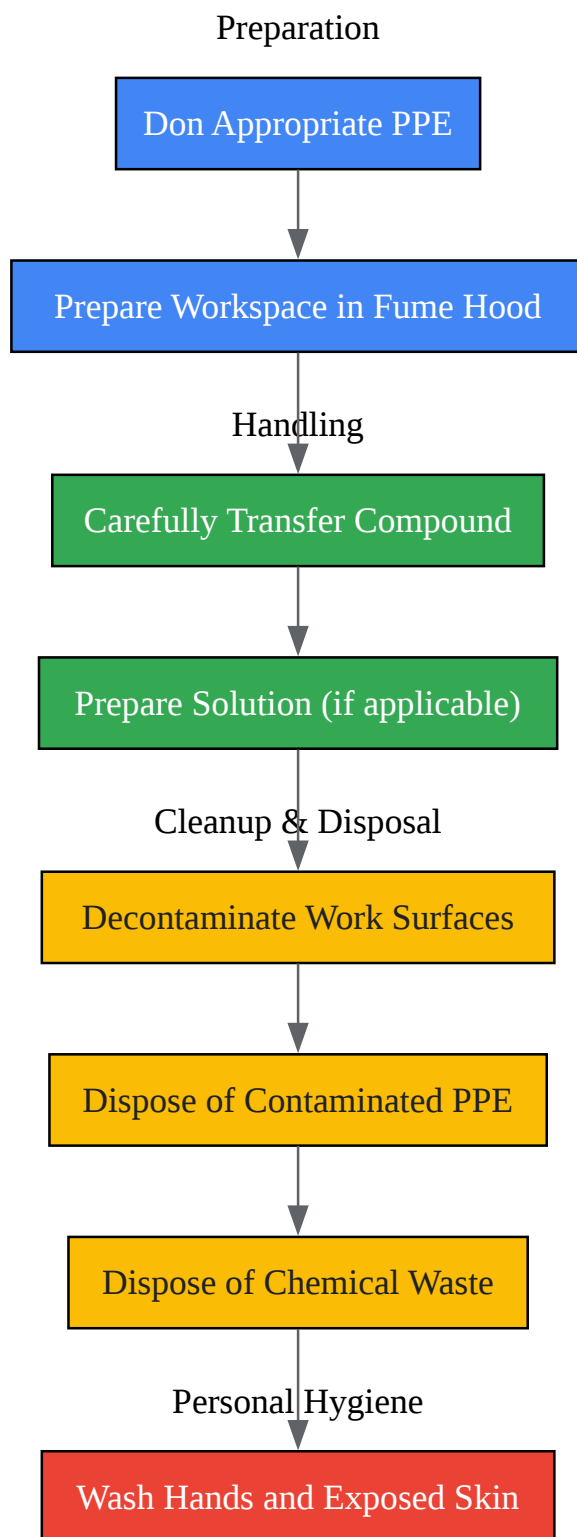 Preparation
Don Appropriate PPE
Prepare Workspace in Fume Hood
Handling
Carefully Transfer Compound
Prepare Solution (if applicable)
Cleanup & Disposal
Decontaminate Work Surfaces
Dispose of Contaminated PPE
Dispose of Chemical Waste
Personal Hygiene
Wash Hands and Exposed Skin